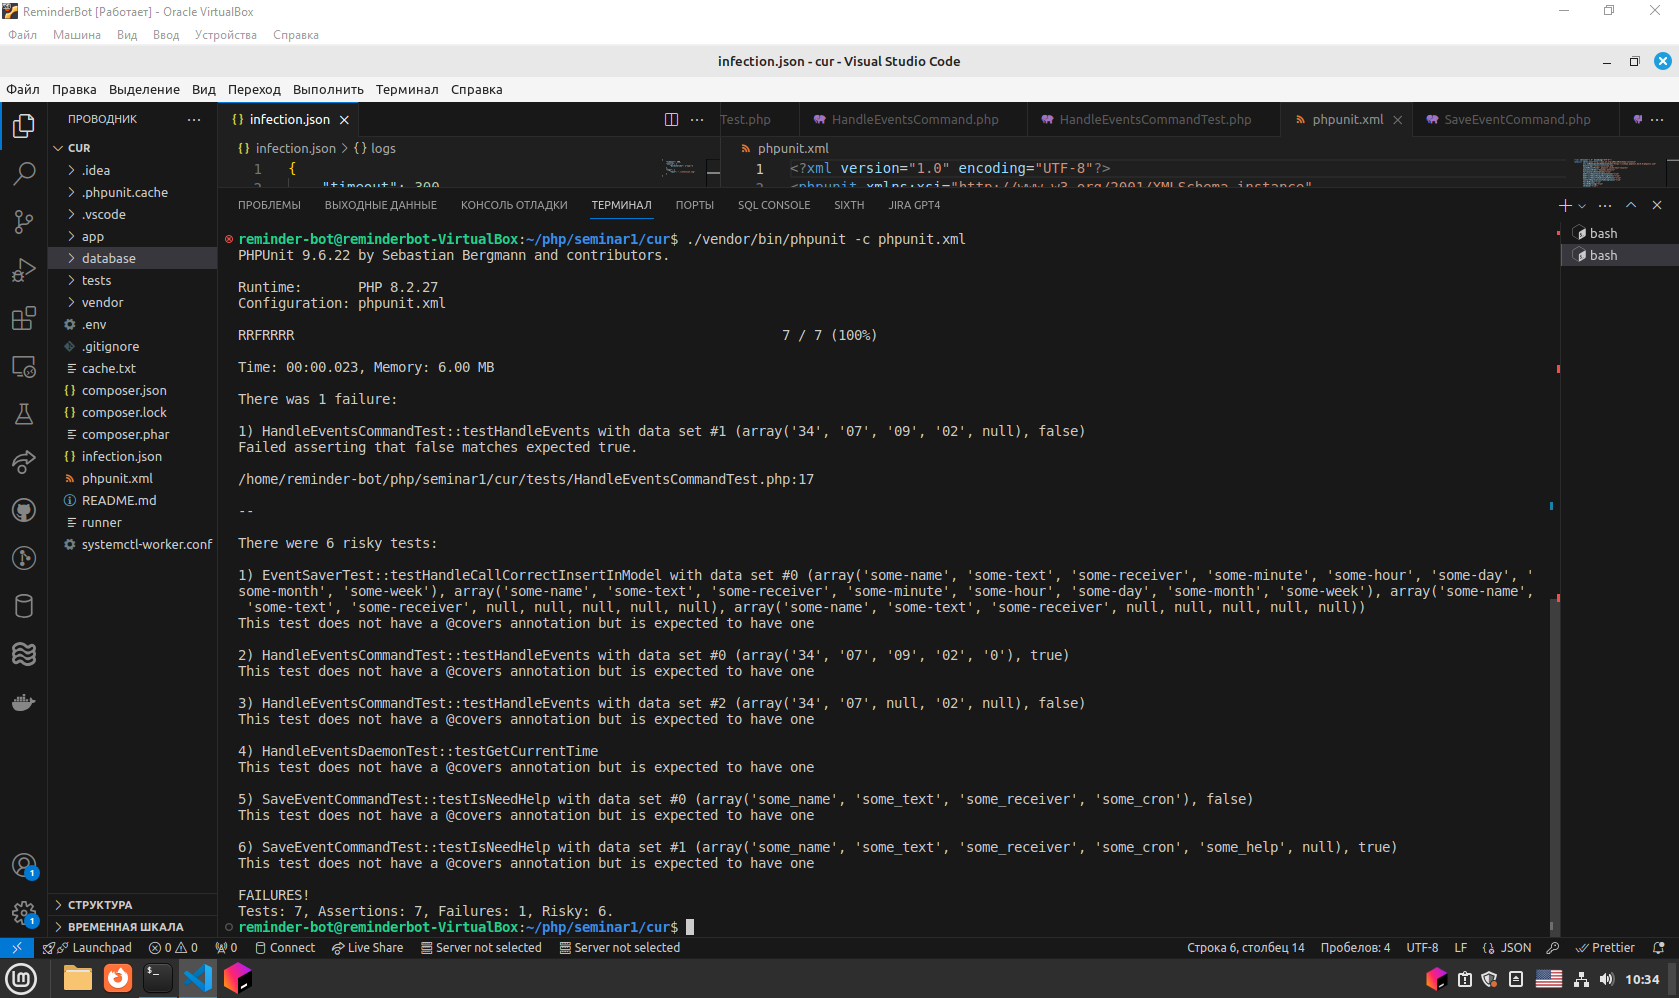 ReminderBot [Работает] - Oracle VirtualBox
Файл Машина Вид Ввод Устройства Справка
infection.json - cur - Visual Studio Code
Файл Правка Выделение Вид Переход Выполнить Терминал Справка
ПРОВОДНИК
CUR
.idea
.phpunit.cache
.vscode
app
database
tests
vendor
.env
.gitignore
cache.txt
composer.json
composer.lock
composer.phar
infection.json
phpunit.xml
README.md
runner
systemctl-worker.conf
СТРУКТУРА
ВРЕМЕННАЯ ШКАЛА
infection.json
Test.php HandleEventsCommand.php HandleEventsCommandTest.php phpunit.xml SaveEventCommand.php
infection.json > {} logs
1 {
2 "timeout": 300
phpunit.xml
1 <?xml version="1.0" encoding="UTF-8"?>
2 <phpunit xmlns:xsi="http://www.w3.org/2001/XMLSchema-instance"
ПРОБЛЕМЫ ВЫХОДНЫЕ ДАННЫЕ КОНСОЛЬ ОТЛАДКИ ТЕРМИНАЛ ПОРТЫ SQL CONSOLE SIXTH JIRA GPT4
bash
bash
reminder-bot@reminderbot-VirtualBox:~/php/seminar1/cur$ ./vendor/bin/phpunit -c phpunit.xml
PHPUnit 9.6.22 by Sebastian Bergmann and contributors.
Runtime:       PHP 8.2.27
Configuration: phpunit.xml
RRFRRRR 7 / 7 (100%)
Time: 00:00.023, Memory: 6.00 MB
There was 1 failure:
1) HandleEventsCommandTest::testHandleEvents with data set #1 (array('34', '07', '09', '02', null), false)
Failed asserting that false matches expected true.
/home/reminder-bot/php/seminar1/cur/tests/HandleEventsCommandTest.php:17
--
There were 6 risky tests:
1) EventSaverTest::testHandleCallCorrectInsertInModel with data set #0 (array('some-name', 'some-text', 'some-receiver', 'some-minute', 'some-hour', 'some-day', '
some-month', 'some-week'), array('some-name', 'some-text', 'some-receiver', 'some-minute', 'some-hour', 'some-day', 'some-month', 'some-week'), array('some-name',
'some-text', 'some-receiver', null, null, null, null, null), array('some-name', 'some-text', 'some-receiver', null, null, null, null, null))
This test does not have a @covers annotation but is expected to have one
2) HandleEventsCommandTest::testHandleEvents with data set #0 (array('34', '07', '09', '02', '0'), true)
This test does not have a @covers annotation but is expected to have one
3) HandleEventsCommandTest::testHandleEvents with data set #2 (array('34', '07', null, '02', null), false)
This test does not have a @covers annotation but is expected to have one
4) HandleEventsDaemonTest::testGetCurrentTime
This test does not have a @covers annotation but is expected to have one
5) SaveEventCommandTest::testIsNeedHelp with data set #0 (array('some_name', 'some_text', 'some_receiver', 'some_cron'), false)
This test does not have a @covers annotation but is expected to have one
6) SaveEventCommandTest::testIsNeedHelp with data set #1 (array('some_name', 'some_text', 'some_receiver', 'some_cron', 'some_help', null), true)
This test does not have a @covers annotation but is expected to have one
FAILURES!
Tests: 7, Assertions: 7, Failures: 1, Risky: 6.
reminder-bot@reminderbot-VirtualBox:~/php/seminar1/cur$
1
1
Launchpad 0 0 0 Connect Live Share Server not selected Server not selected Строка 6, столбец 14 Пробелов: 4 UTF-8 LF {} JSON Prettier
10:34